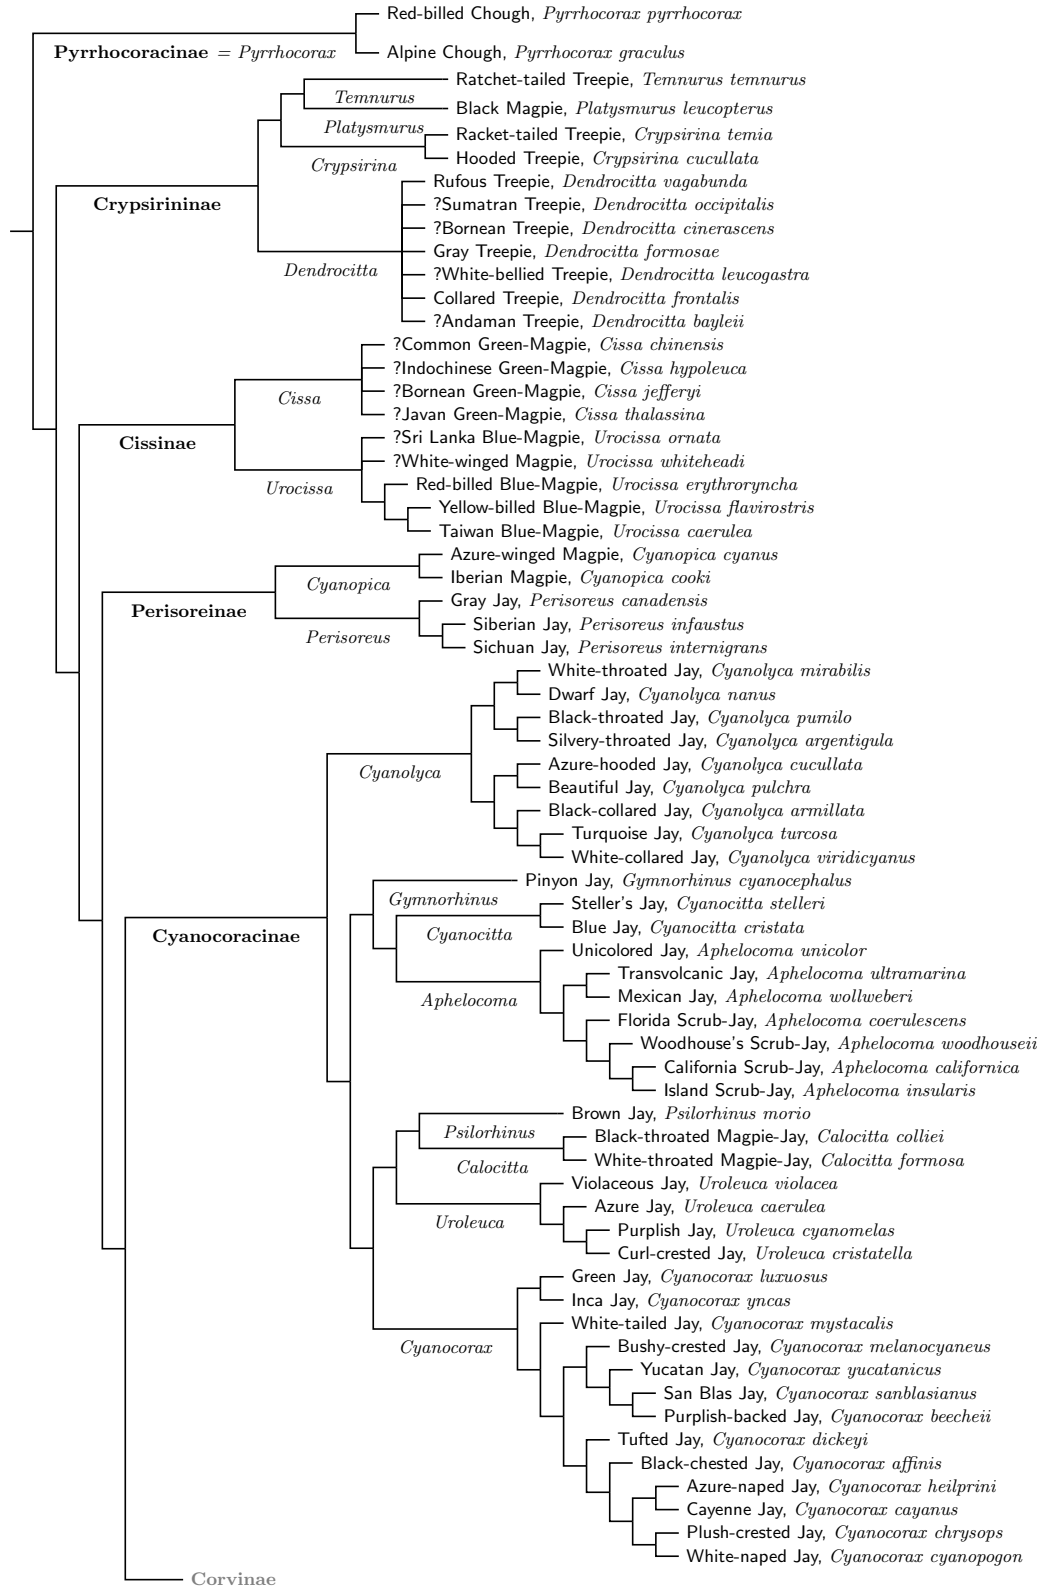 Red-billed Chough, Pyrrhocorax pyrrhocorax
Pyrrhocoracinae = Pyrrhocorax
Alpine Chough, Pyrrhocorax graculus
Ratchet-tailed Treepie, Temnurus temnurus
Temnurus
Black Magpie, Platysmurus leucopterus
Platysmurus
Racket-tailed Treepie, Crypsirina temia
Hooded Treepie, Crypsirina cucullata
Crypsirina
Rufous Treepie, Dendrocitta vagabunda
Crypsirininae
?Sumatran Treepie, Dendrocitta occipitalis
?Bornean Treepie, Dendrocitta cinerascens
Gray Treepie, Dendrocitta formosae
Dendrocitta
?White-bellied Treepie, Dendrocitta leucogastra
Collared Treepie, Dendrocitta frontalis
?Andaman Treepie, Dendrocitta bayleii
?Common Green-Magpie, Cissa chinensis
?Indochinese Green-Magpie, Cissa hypoleuca
?Bornean Green-Magpie, Cissa jefferyi
Cissa
?Javan Green-Magpie, Cissa thalassina
?Sri Lanka Blue-Magpie, Urocissa ornata
Cissinae
?White-winged Magpie, Urocissa whiteheadi
Red-billed Blue-Magpie, Urocissa erythroryncha
Urocissa
Yellow-billed Blue-Magpie, Urocissa flavirostris
Taiwan Blue-Magpie, Urocissa caerulea
Azure-winged Magpie, Cyanopica cyanus
Iberian Magpie, Cyanopica cooki
Cyanopica
Gray Jay, Perisoreus canadensis
Perisoreinae
Siberian Jay, Perisoreus infaustus
Perisoreus
Sichuan Jay, Perisoreus internigrans
White-throated Jay, Cyanolyca mirabilis
Dwarf Jay, Cyanolyca nanus
Black-throated Jay, Cyanolyca pumilo
Silvery-throated Jay, Cyanolyca argentigula
Azure-hooded Jay, Cyanolyca cucullata
Cyanolyca
Beautiful Jay, Cyanolyca pulchra
Black-collared Jay, Cyanolyca armillata
Turquoise Jay, Cyanolyca turcosa
White-collared Jay, Cyanolyca viridicyanus
Pinyon Jay, Gymnorhinus cyanocephalus
Gymnorhinus
Steller's Jay, Cyanocitta stelleri
Blue Jay, Cyanocitta cristata
Cyanocitta
Cyanocoracinae
Unicolored Jay, Aphelocoma unicolor
Transvolcanic Jay, Aphelocoma ultramarina
Mexican Jay, Aphelocoma wollweberi
Aphelocoma
Florida Scrub-Jay, Aphelocoma coerulescens
Woodhouse's Scrub-Jay, Aphelocoma woodhouseii
California Scrub-Jay, Aphelocoma californica
Island Scrub-Jay, Aphelocoma insularis
Brown Jay, Psilorhinus morio
Psilorhinus
Black-throated Magpie-Jay, Calocitta colliei
White-throated Magpie-Jay, Calocitta formosa
Calocitta
Violaceous Jay, Uroleuca violacea
Azure Jay, Uroleuca caerulea
Uroleuca
Purplish Jay, Uroleuca cyanomelas
Curl-crested Jay, Uroleuca cristatella
Green Jay, Cyanocorax luxuosus
Inca Jay, Cyanocorax yncas
White-tailed Jay, Cyanocorax mystacalis
Cyanocorax
Bushy-crested Jay, Cyanocorax melanocyaneus
Yucatan Jay, Cyanocorax yucatanicus
San Blas Jay, Cyanocorax sanblasianus
Purplish-backed Jay, Cyanocorax beecheii
Tufted Jay, Cyanocorax dickeyi
Black-chested Jay, Cyanocorax affinis
Azure-naped Jay, Cyanocorax heilprini
Cayenne Jay, Cyanocorax cayanus
Plush-crested Jay, Cyanocorax chrysops
White-naped Jay, Cyanocorax cyanopogon
Corvinae